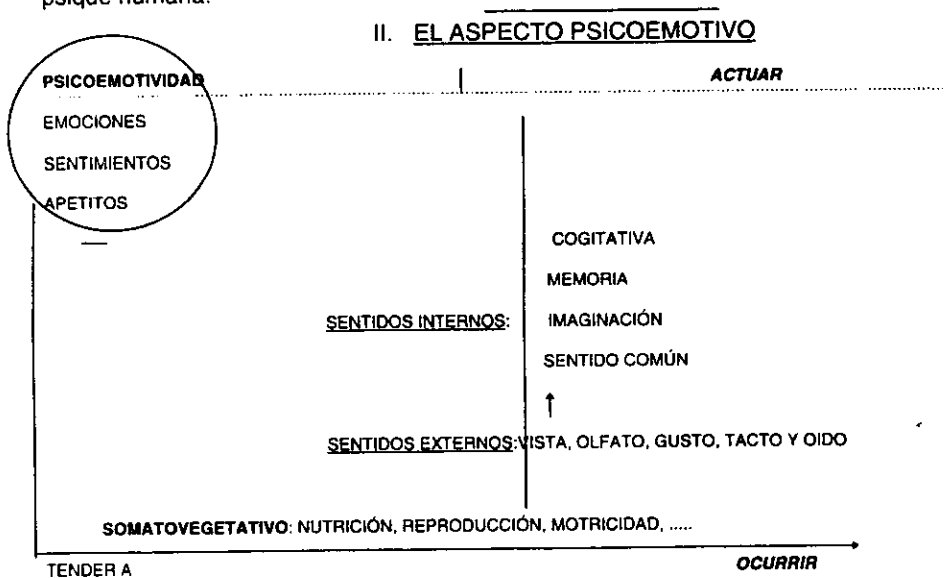 psique humana.
II. EL ASPECTO PSICOEMOTIVO
PSICOEMOTIVIDAD
ACTUAR
EMOCIONES
SENTIMIENTOS
APETITOS
COGITATIVA
MEMORIA
SENTIDOS INTERNOS: IMAGINACIÓN
SENTIDO COMÚN
SENTIDOS EXTERNOS:VISTA, OLFATO, GUSTO, TACTO Y OIDO
SOMATOVEGETATIVO: NUTRICIÓN, REPRODUCCIÓN, MOTRICIDAD, .....
TENDER A
OCURRIR